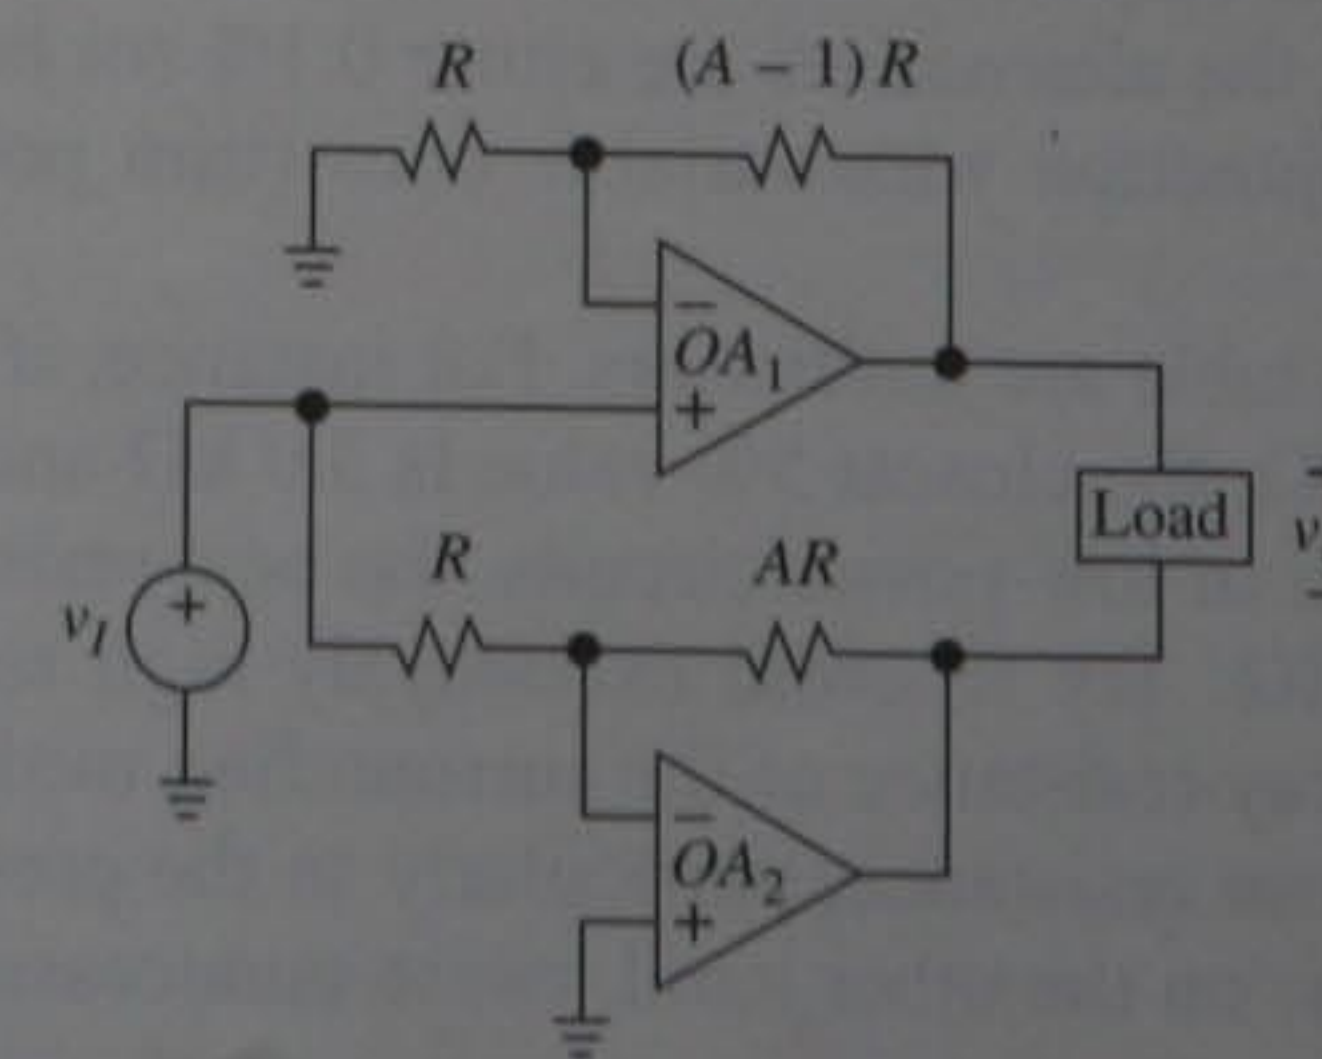 R (A − 1) R
−
OA₁
+
Load
v
R AR
+
v_I
−
OA₂
+